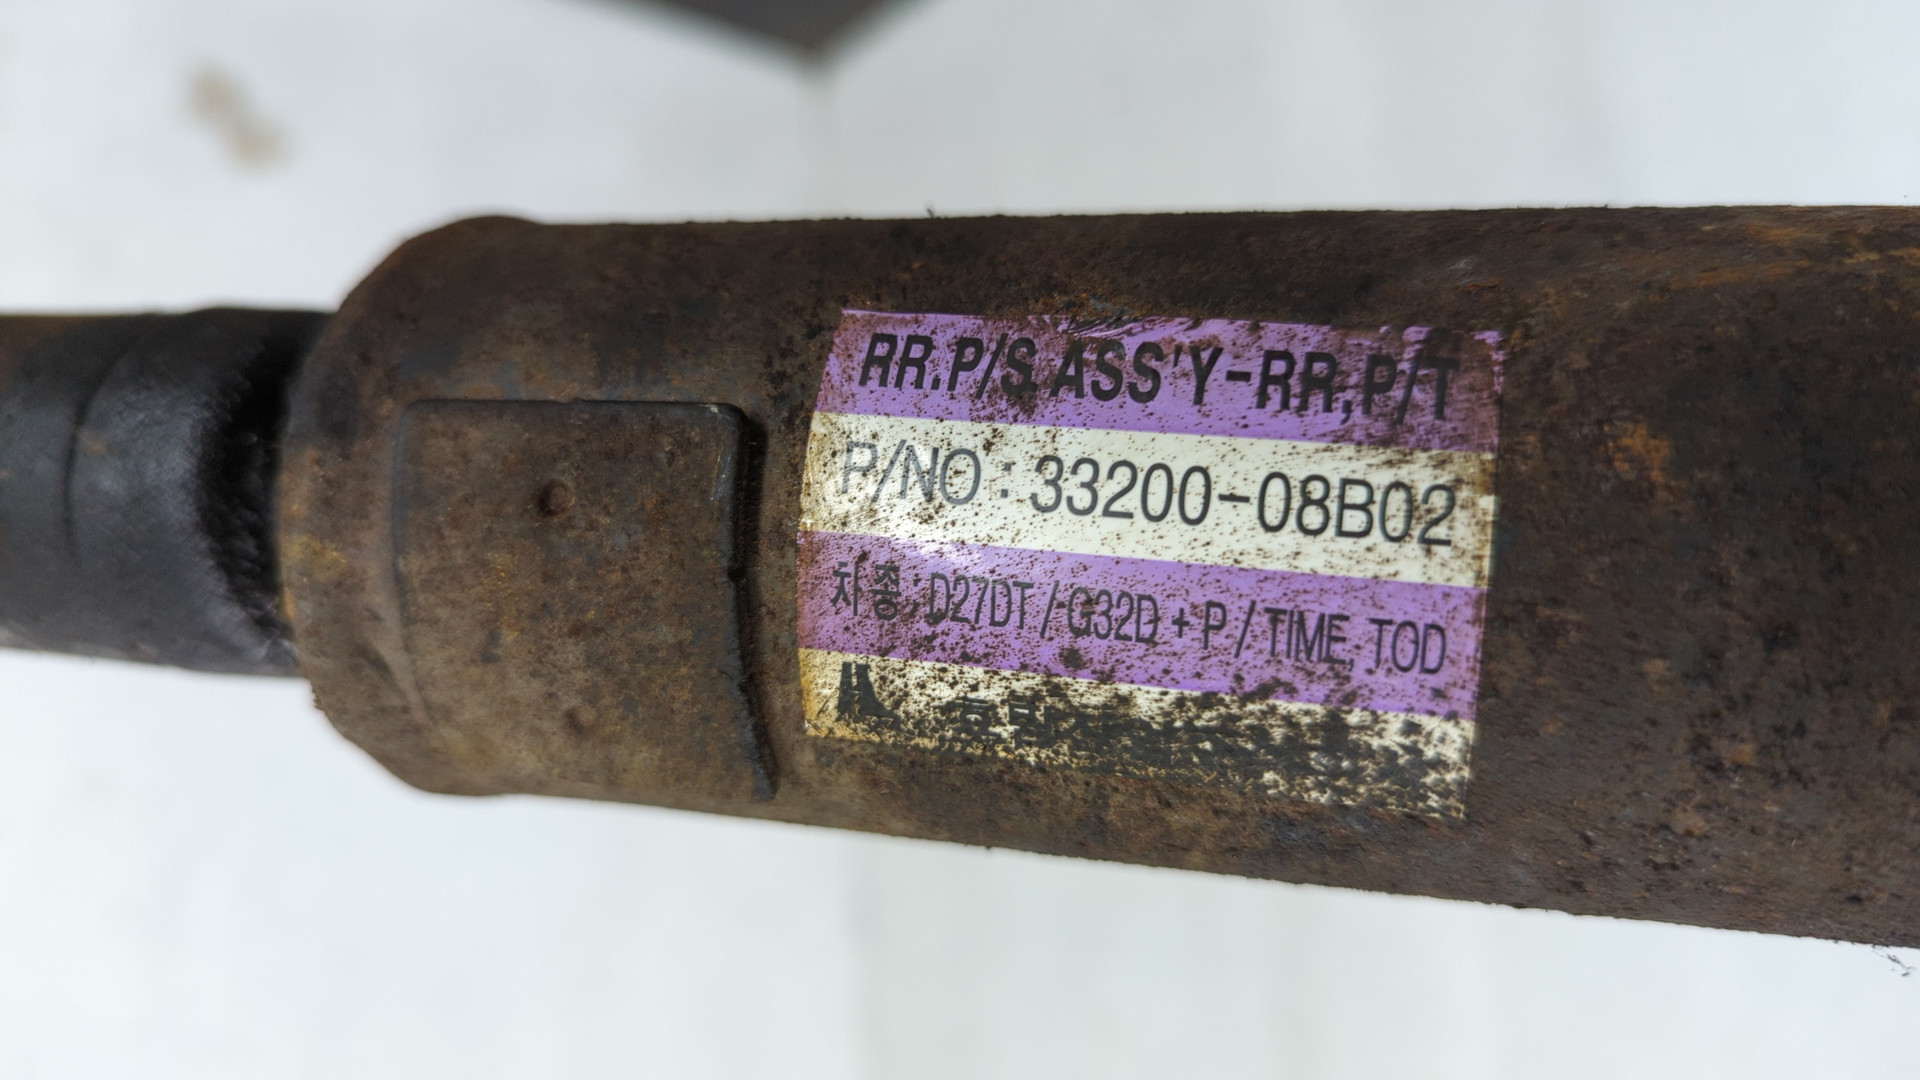 RR.P/S ASS'Y-RR,P/T
P/NO : 33200-08B02
차종 : D27DT / G32D + P / TIME, TOD